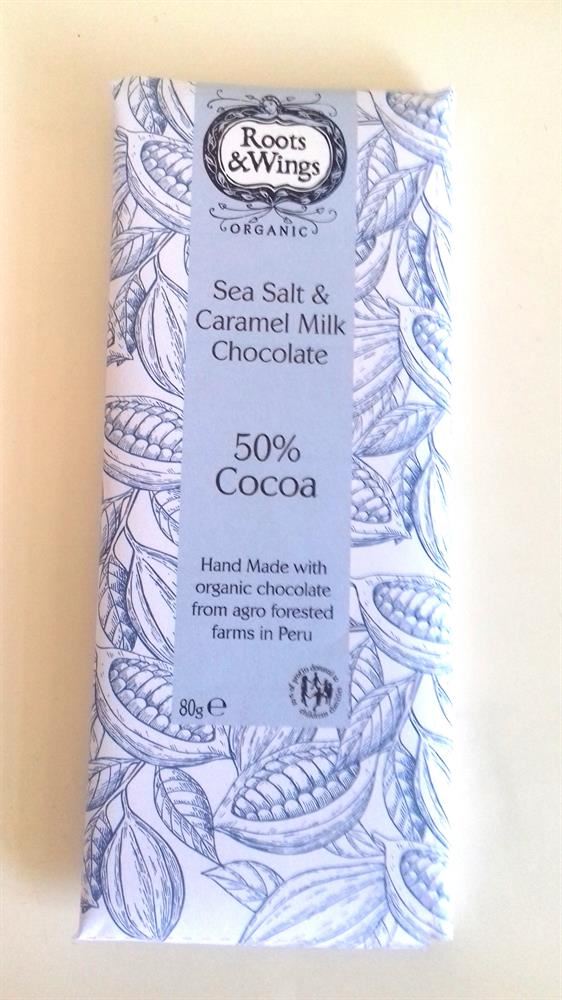 Roots
&Wings
ORGANIC
Sea Salt &
Caramel Milk
Chocolate
50%
Cocoa
Hand Made with
organic chocolate
from agro forested
farms in Peru
80g ℮